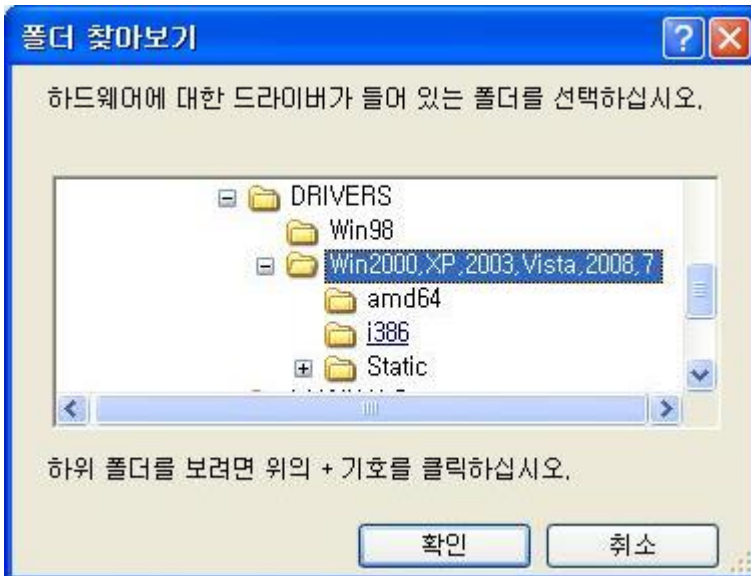 폴더 찾아보기
하드웨어에 대한 드라이버가 들어 있는 폴더를 선택하십시오.
DRIVERS
Win98
Win2000,XP,2003,Vista,2008,7
amd64
i386
Static
하위 폴더를 보려면 위의 + 기호를 클릭하십시오.
확인 취소